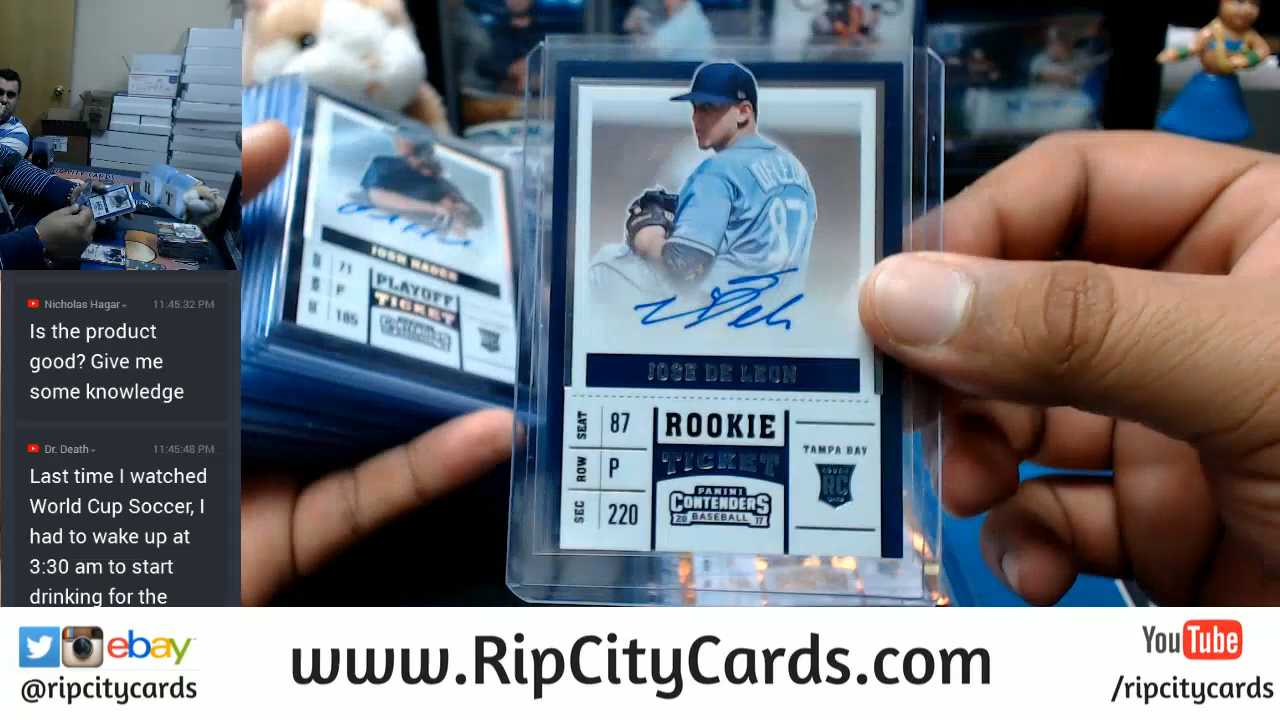 Nicholas Hagar 11:45:32 PM
Is the product
good? Give me
some knowledge
Dr. Death 11:45:48 PM
Last time I watched
World Cup Soccer, I
had to wake up at
3:30 am to start
drinking for the
JOSH HADER
71
P
185
PLAYOFF
TICKET
DE LEON
87
JOSE DE LEON
SEAT 87
ROW P
SEC 220
ROOKIE
TICKET
PANINI
CONTENDERS
20 BASEBALL 17
TAMPA BAY
RC
ebay
@ripcitycards
www.RipCityCards.com
YouTube
/ripcitycards